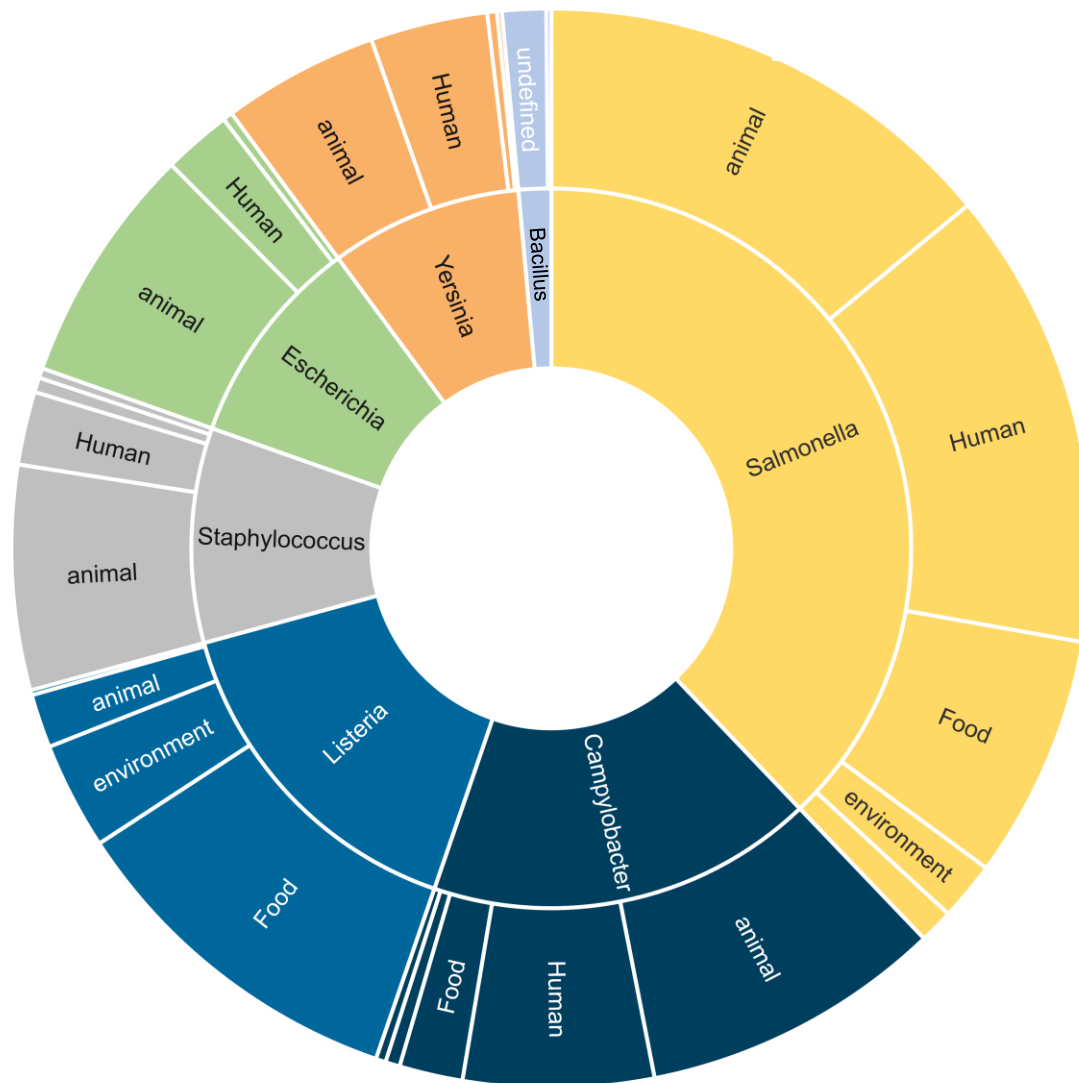 Salmonella
animal
Human
Food
environment
Campylobacter
animal
Human
Food
Listeria
Food
environment
animal
Staphylococcus
animal
Human
Escherichia
animal
Human
Yersinia
animal
Human
Bacillus
undefined